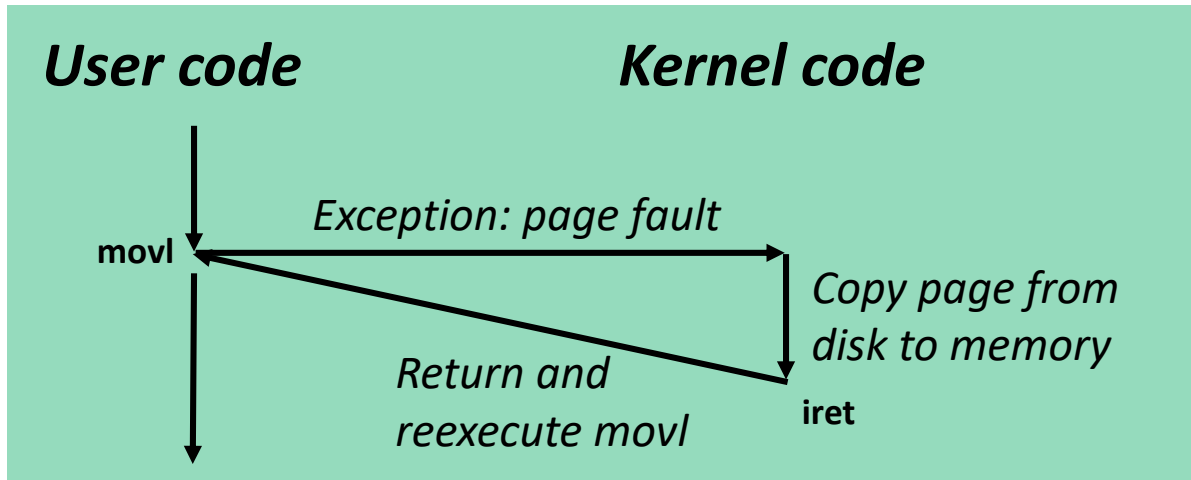 User code
Kernel code
Exception: page fault
movl
Copy page from
disk to memory
Return and
reexecute movl
iret